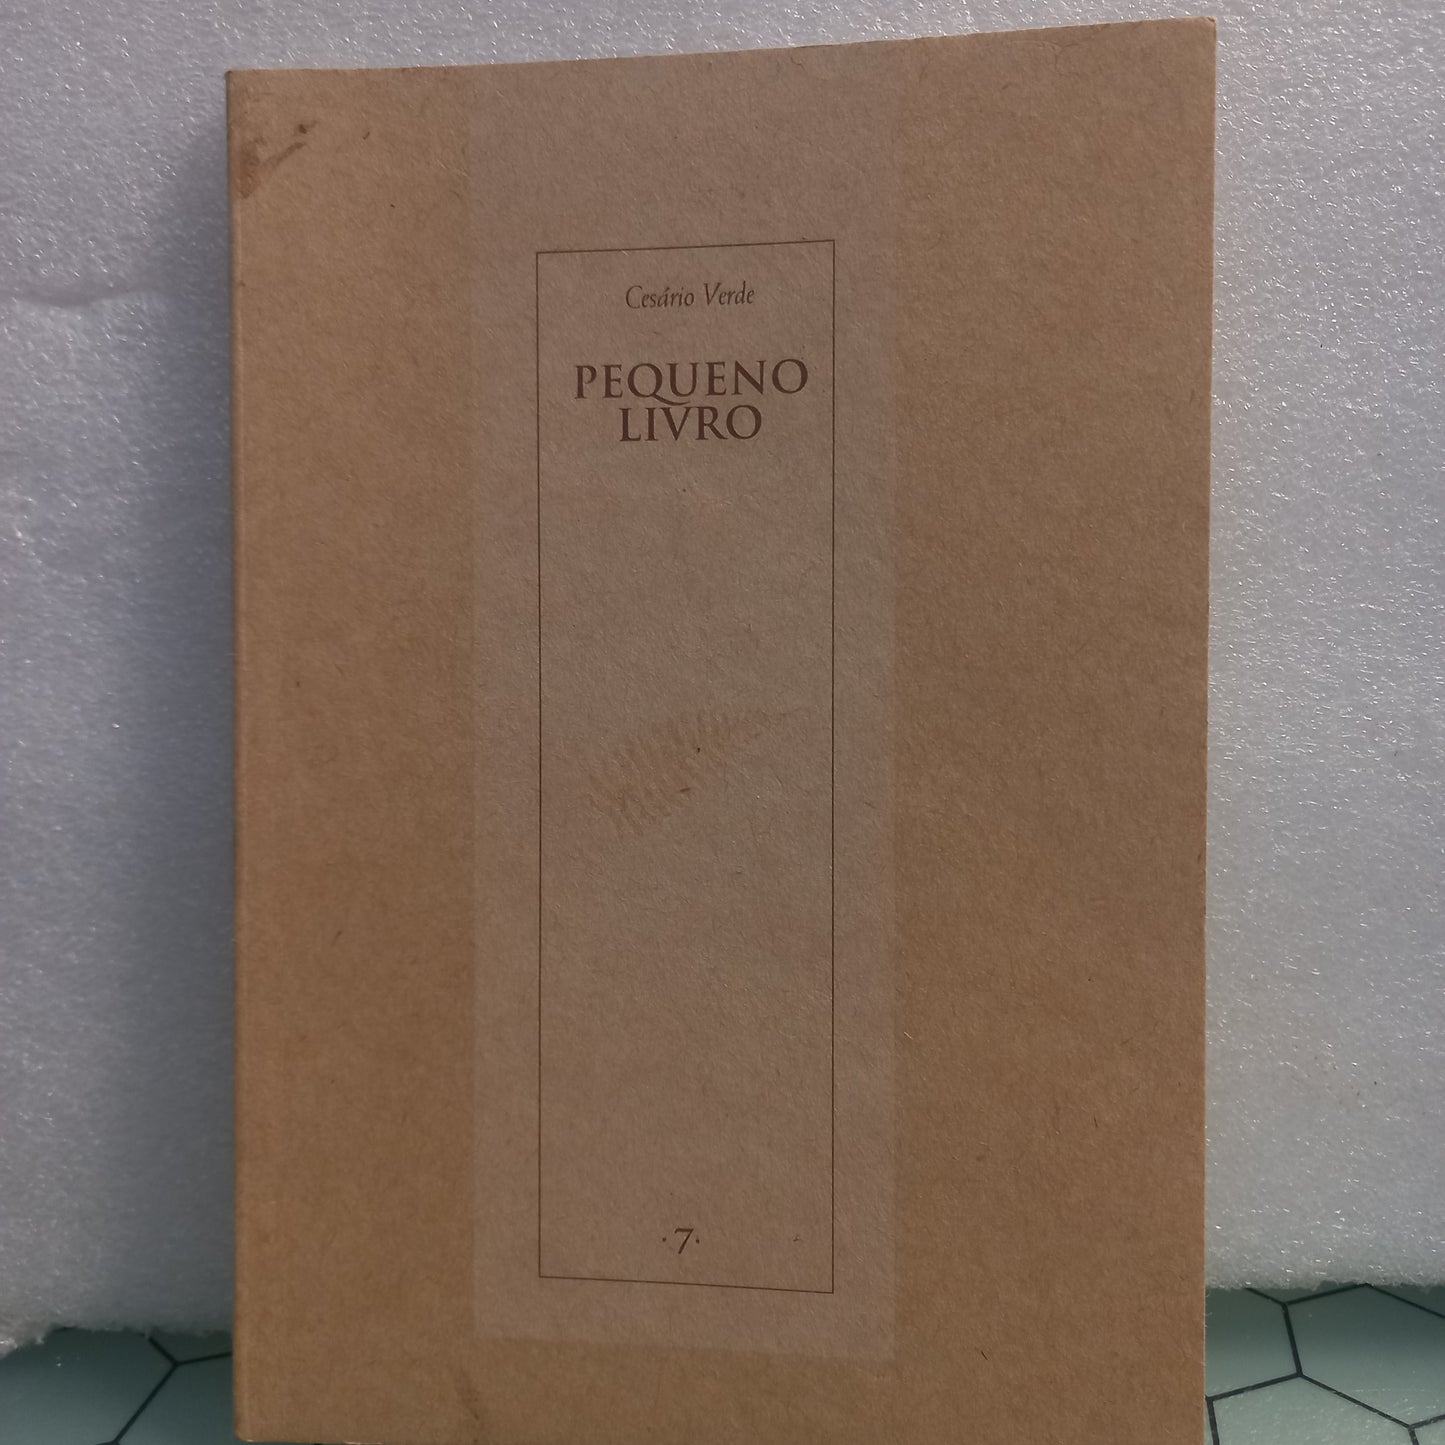 Cesário Verde
PEQUENO
LIVRO
·7·